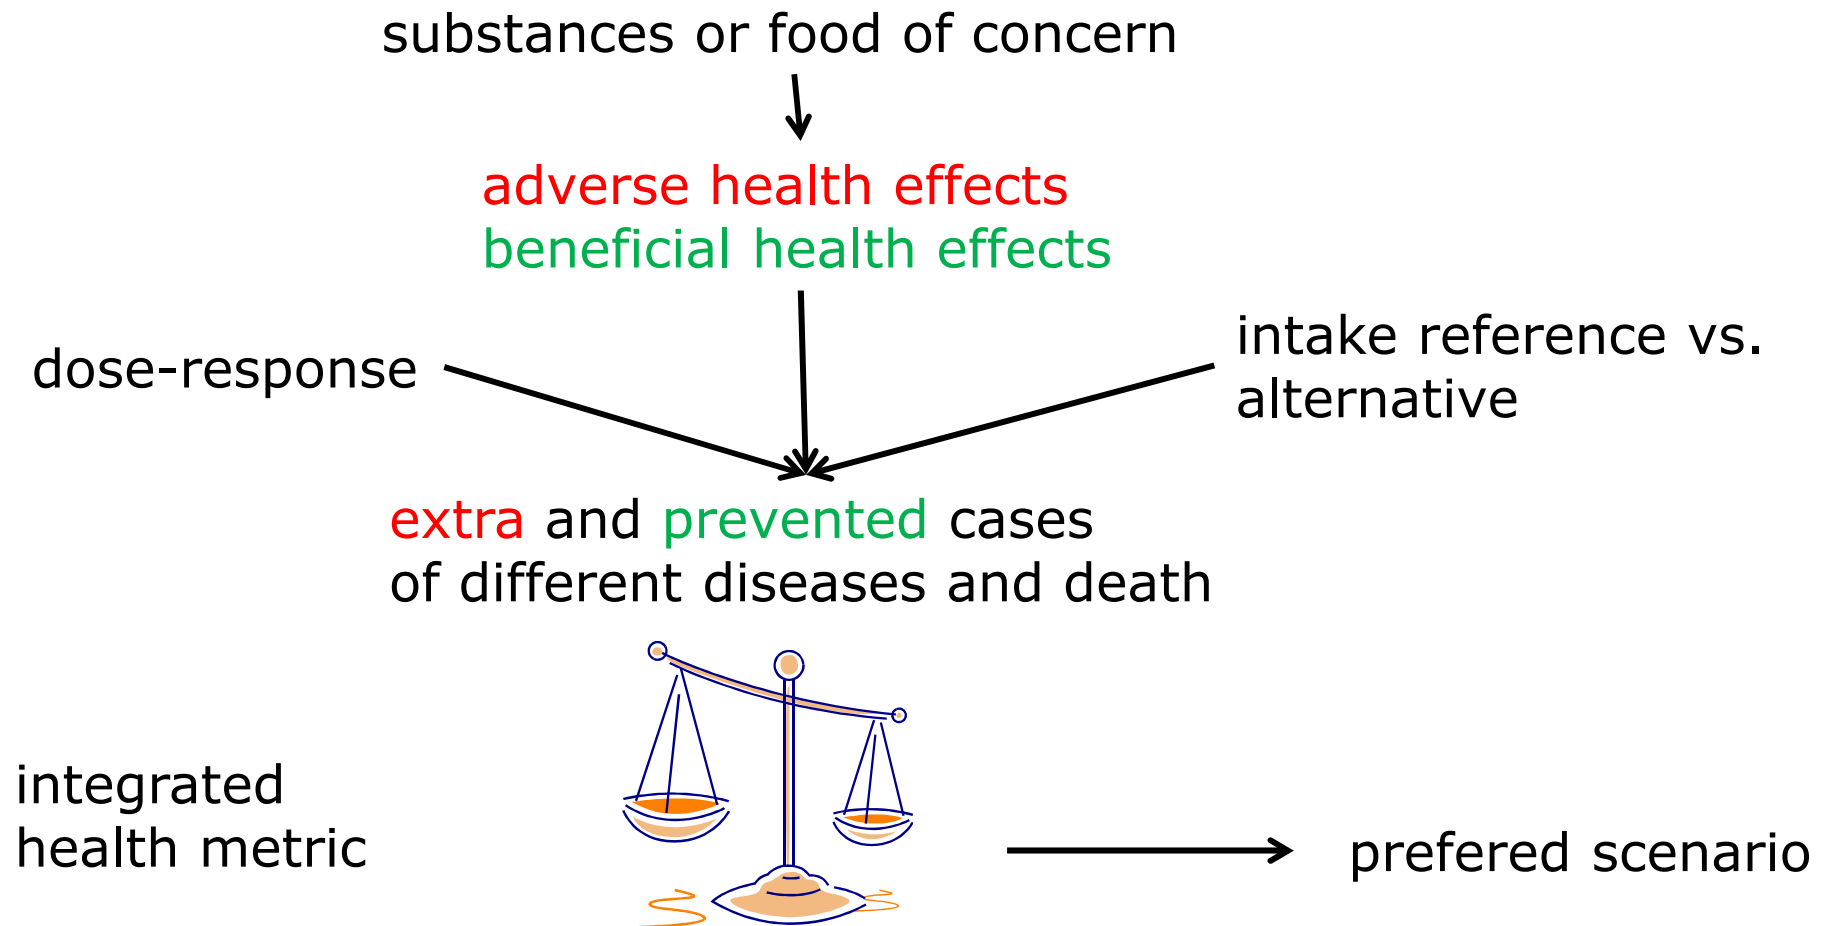 substances or food of concern
adverse health effects
beneficial health effects
dose-response
intake reference vs.
alternative
extra and prevented cases
of different diseases and death
integrated
health metric
prefered scenario